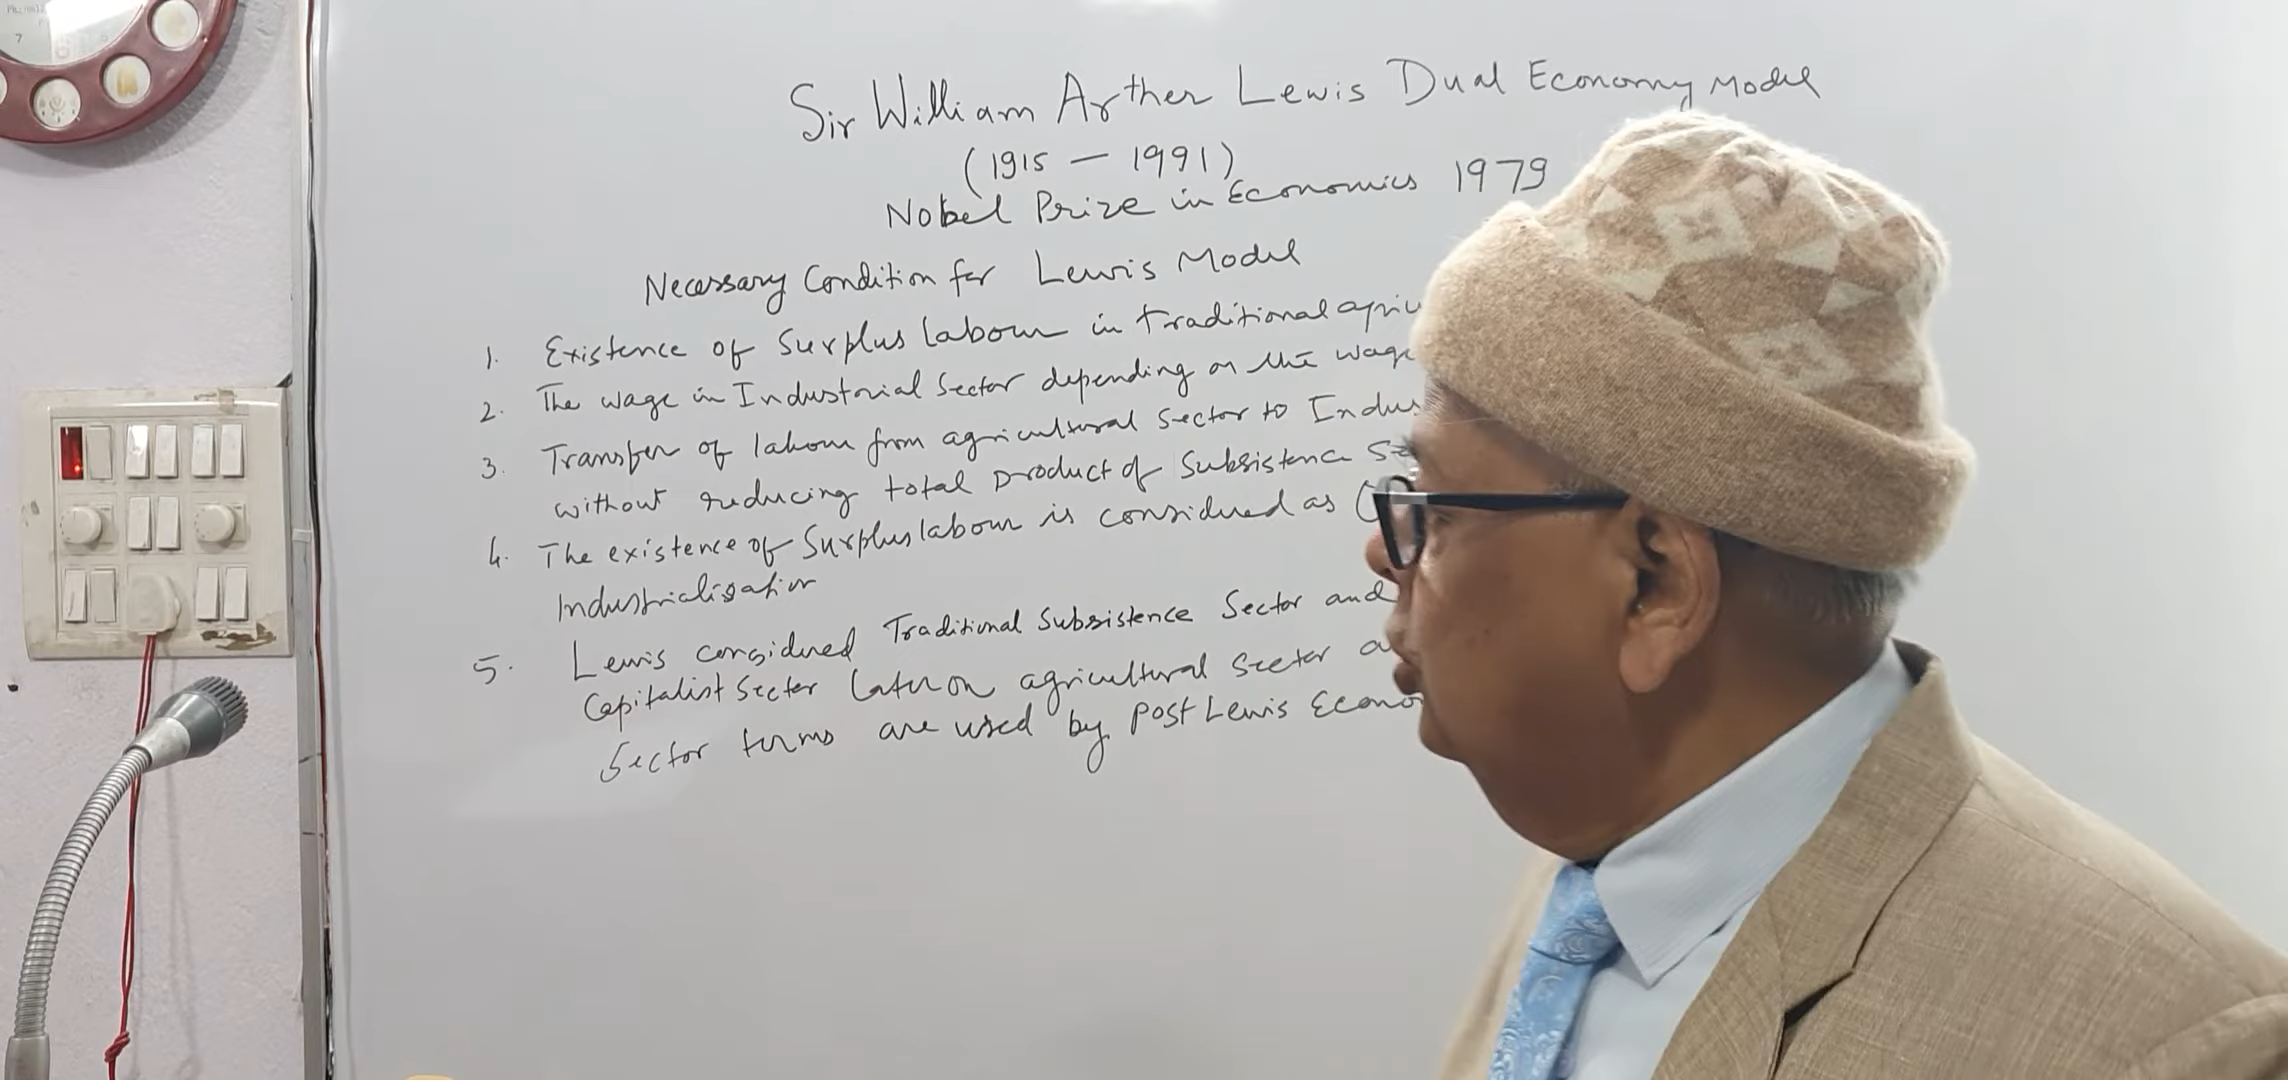 Sir William Arther Lewis Dual Economy Model
(1915 — 1991)
Nobel Prize in Economics 1979
Necessary Condition for Lewis Model
1. Existence of Surplus labour in traditional
2. The wage in Industrial Sector depending on the wage
3. Transfer of labour from agricultural Sector to Indus
without reducing total product of Subsistence
4. The existence of Surplus labour is considered as
Industrialisation
5. Lewis considered Traditional Subsistence Sector and
Capitalist Sector later on agricultural Sector
Sector terms are used by Post Lewis Econo
7